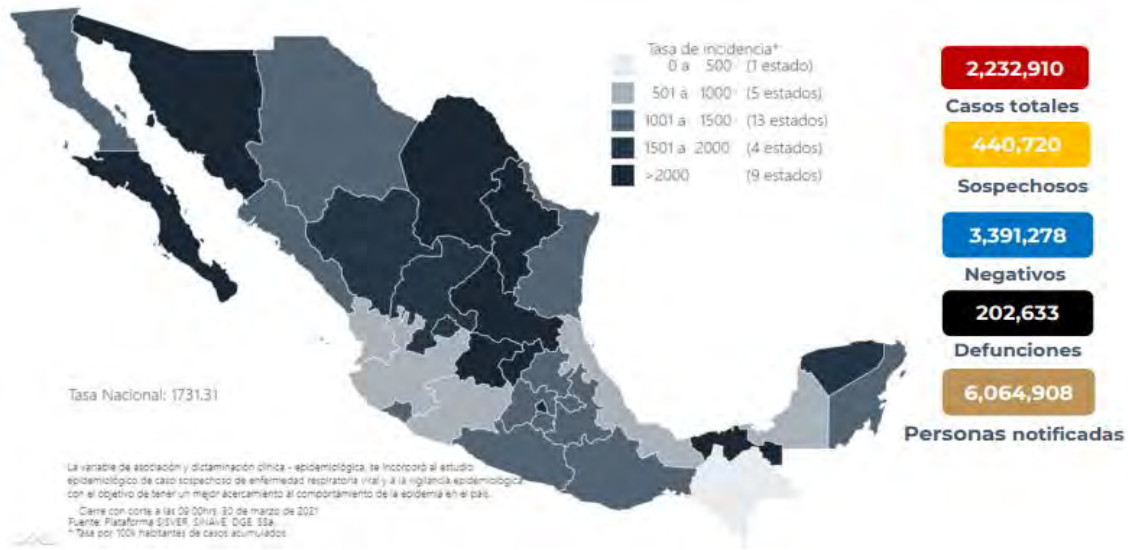 Tasa de incidencia*
0 a 500 (1 estado)
501 a 1000 (5 estados)
1001 a 1500 (13 estados)
1501 a 2000 (4 estados)
>2000 (9 estados)
2,232,910
Casos totales
440,720
Sospechosos
3,391,278
Negativos
202,633
Defunciones
6,064,908
Personas notificadas
Tasa Nacional: 1731.31
La variable de asociación y dictaminación clínica - epidemiológica, se incorporó al estudio
epidemiológico de caso sospechoso de enfermedad respiratoria viral y a la vigilancia epidemiológica
con el objetivo de tener un mejor acercamiento al comportamiento de la epidemia en el país.
Cierre con corte a las 09:00hrs, 30 de marzo de 2021
Fuente: Plataforma SISVER, SINAVE, DGE, SSa.
* Tasa por 100k habitantes de casos acumulados